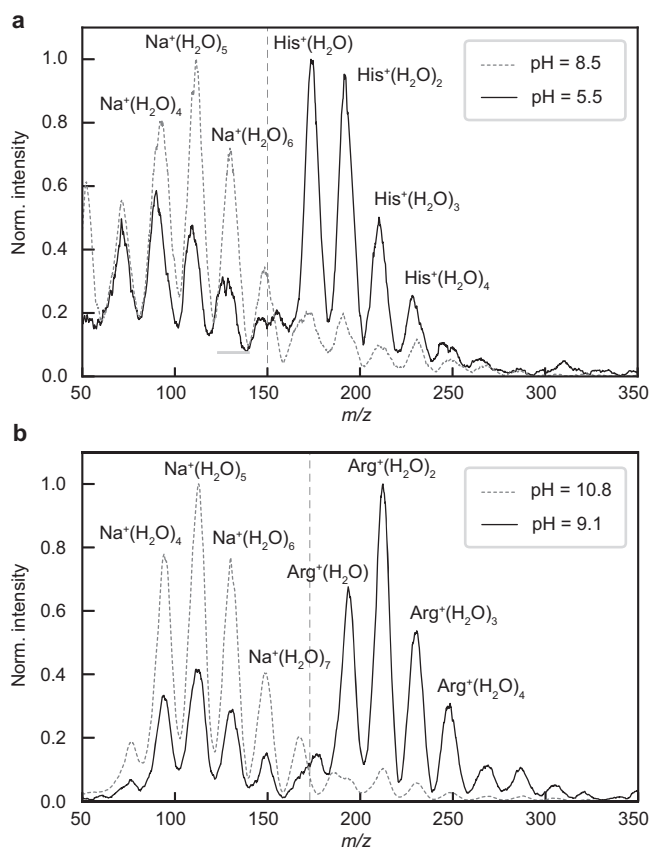 a
Na⁺(H₂O)₅
His⁺(H₂O)
His⁺(H₂O)₂
Na⁺(H₂O)₄
Na⁺(H₂O)₆
His⁺(H₂O)₃
His⁺(H₂O)₄
pH = 8.5
pH = 5.5
Norm. intensity
1.0
0.8
0.6
0.4
0.2
0.0
50 100 150 200 250 300 350
m/z
b
Na⁺(H₂O)₅
Arg⁺(H₂O)₂
Na⁺(H₂O)₄
Na⁺(H₂O)₆
Arg⁺(H₂O)
Arg⁺(H₂O)₃
Na⁺(H₂O)₇
Arg⁺(H₂O)₄
pH = 10.8
pH = 9.1
Norm. intensity
1.0
0.8
0.6
0.4
0.2
0.0
50 100 150 200 250 300 350
m/z